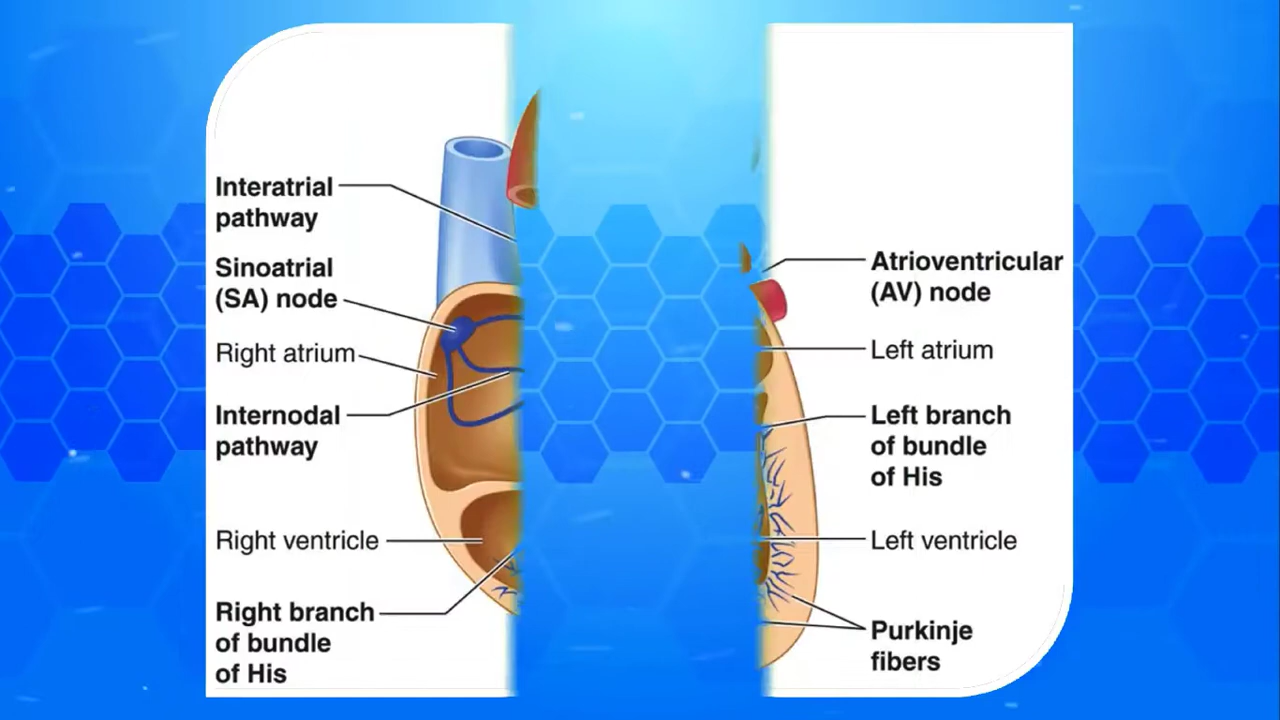 Interatrial
pathway
Sinoatrial
(SA) node
Right atrium
Internodal
pathway
Right ventricle
Right branch
of bundle
of His
Atrioventricular
(AV) node
Left atrium
Left branch
of bundle
of His
Left ventricle
Purkinje
fibers